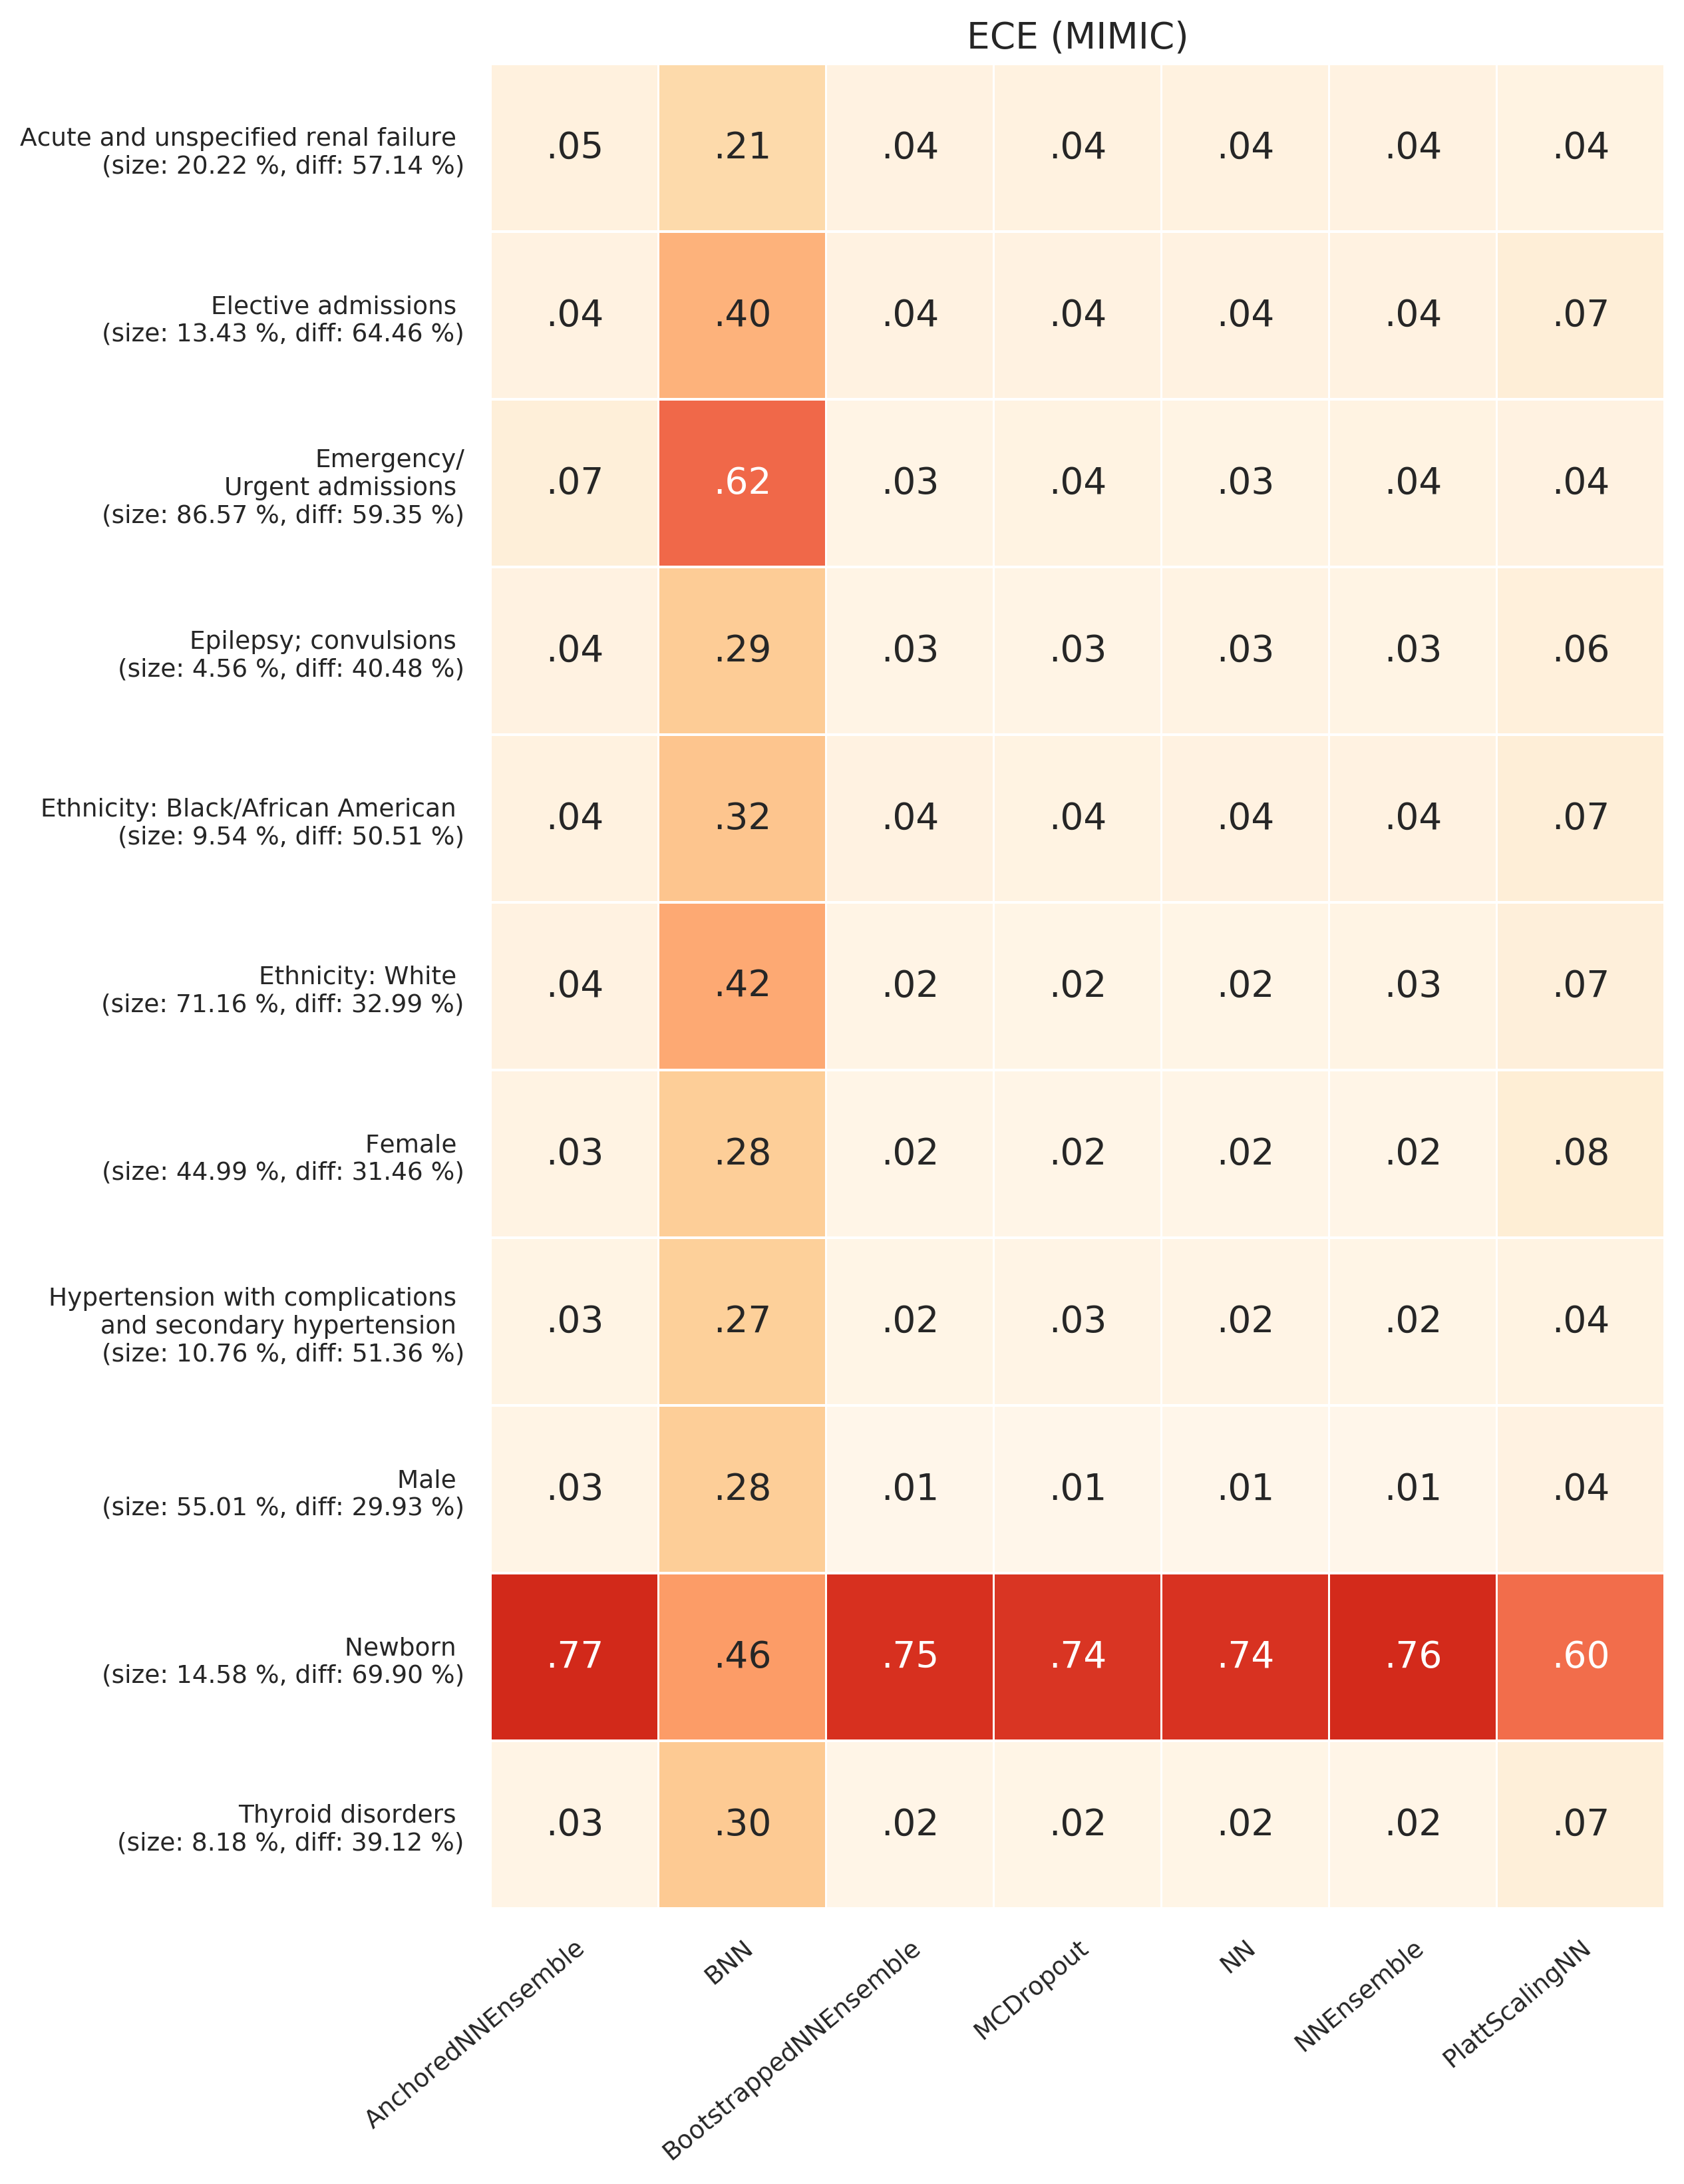 ECE (MIMIC)
Acute and unspecified renal failure
(size: 20.22 %, diff: 57.14 %)
.05 .21 .04 .04 .04 .04 .04
Elective admissions
(size: 13.43 %, diff: 64.46 %)
.04 .40 .04 .04 .04 .04 .07
Emergency/
Urgent admissions
(size: 86.57 %, diff: 59.35 %)
.07 .62 .03 .04 .03 .04 .04
Epilepsy; convulsions
(size: 4.56 %, diff: 40.48 %)
.04 .29 .03 .03 .03 .03 .06
Ethnicity: Black/African American
(size: 9.54 %, diff: 50.51 %)
.04 .32 .04 .04 .04 .04 .07
Ethnicity: White
(size: 71.16 %, diff: 32.99 %)
.04 .42 .02 .02 .02 .03 .07
Female
(size: 44.99 %, diff: 31.46 %)
.03 .28 .02 .02 .02 .02 .08
Hypertension with complications
and secondary hypertension
(size: 10.76 %, diff: 51.36 %)
.03 .27 .02 .03 .02 .02 .04
Male
(size: 55.01 %, diff: 29.93 %)
.03 .28 .01 .01 .01 .01 .04
Newborn
(size: 14.58 %, diff: 69.90 %)
.77 .46 .75 .74 .74 .76 .60
Thyroid disorders
(size: 8.18 %, diff: 39.12 %)
.03 .30 .02 .02 .02 .02 .07
AnchoredNNEnsemble
BNN
BootstrappedNNEnsemble
MCDropout
NN
NNEnsemble
PlattScalingNN